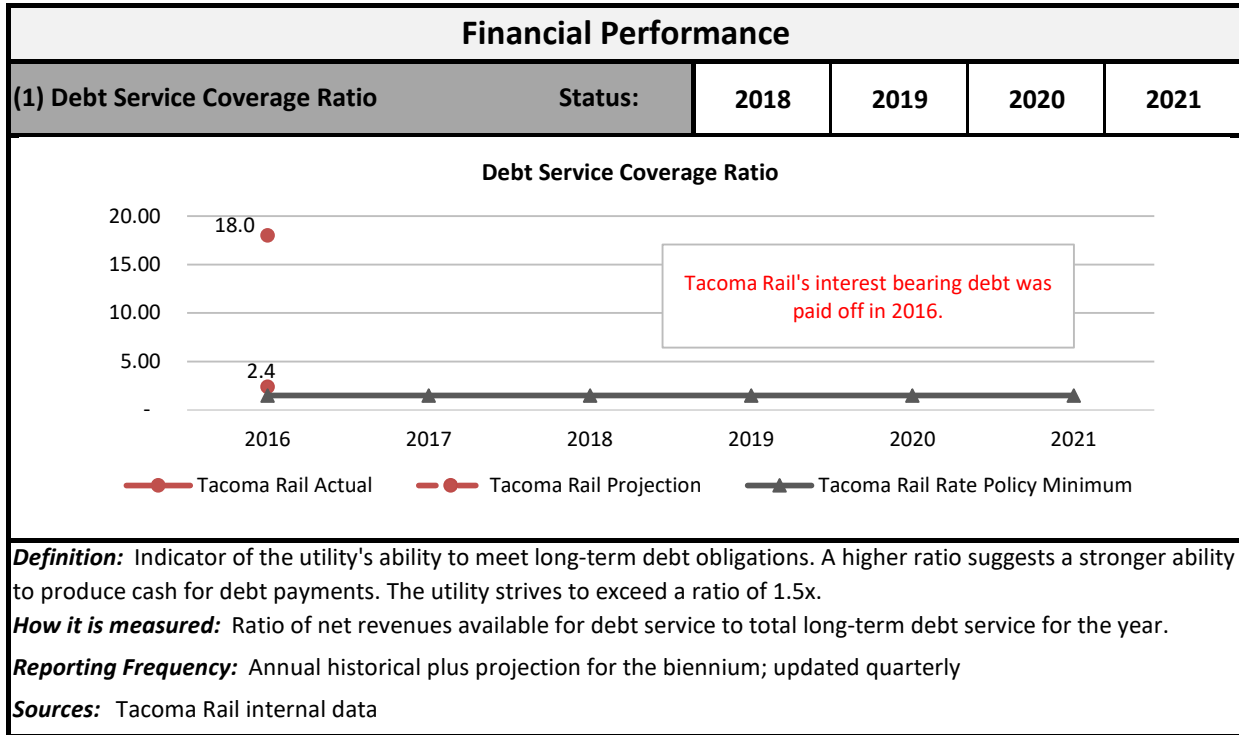 Financial Performance
(1) Debt Service Coverage Ratio Status: 2018 2019 2020 2021
Debt Service Coverage Ratio
20.00
18.0
15.00
Tacoma Rail's interest bearing debt was
paid off in 2016.
10.00
5.00
2.4
-
2016 2017 2018 2019 2020 2021
Tacoma Rail Actual Tacoma Rail Projection Tacoma Rail Rate Policy Minimum
Definition: Indicator of the utility's ability to meet long-term debt obligations. A higher ratio suggests a stronger ability
to produce cash for debt payments. The utility strives to exceed a ratio of 1.5x.
How it is measured: Ratio of net revenues available for debt service to total long-term debt service for the year.
Reporting Frequency: Annual historical plus projection for the biennium; updated quarterly
Sources: Tacoma Rail internal data